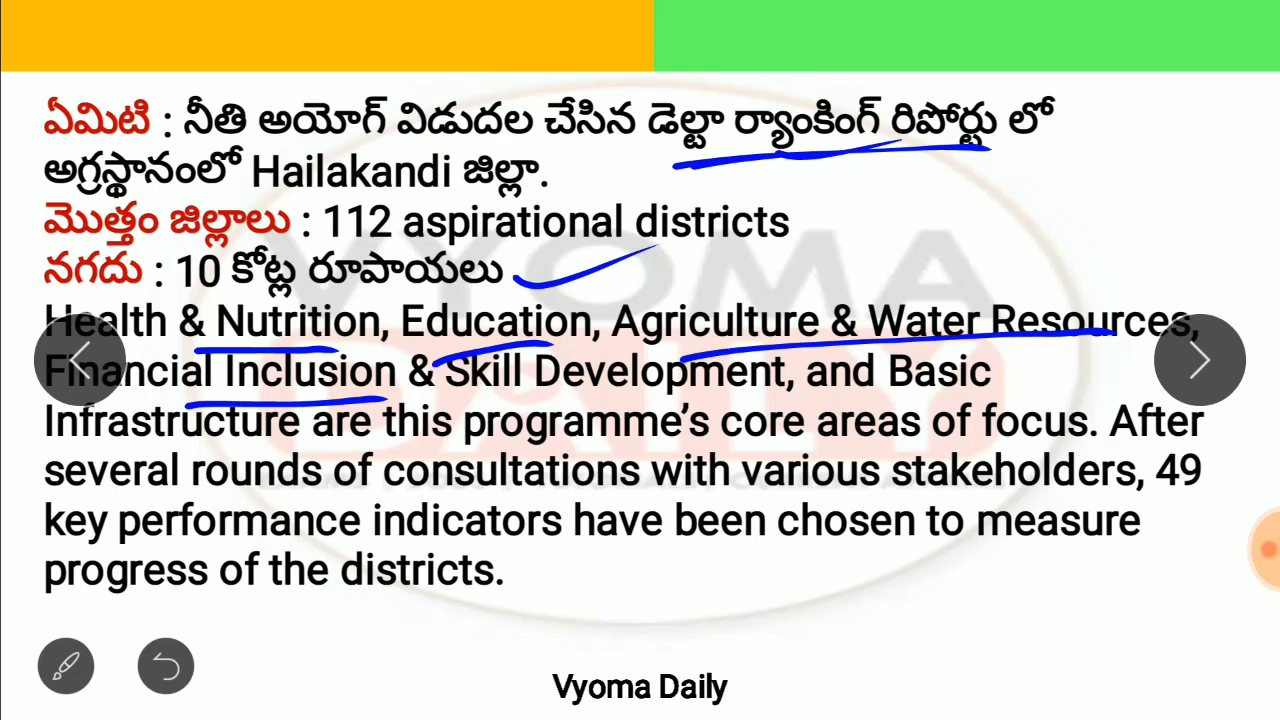 ఏమిటి : నీతి అయోగ్ విడుదల చేసిన డెల్టా ర్యాంకింగ్ రిపోర్టు లో
అగ్రస్థానంలో Hailakandi జిల్లా.
మొత్తం జిల్లాలు : 112 aspirational districts
నగదు : 10 కోట్ల రూపాయలు
Health & Nutrition, Education, Agriculture & Water Resources,
Financial Inclusion & Skill Development, and Basic
Infrastructure are this programme’s core areas of focus. After
several rounds of consultations with various stakeholders, 49
key performance indicators have been chosen to measure
progress of the districts.
VYOMA
DAILY
Vyoma Daily